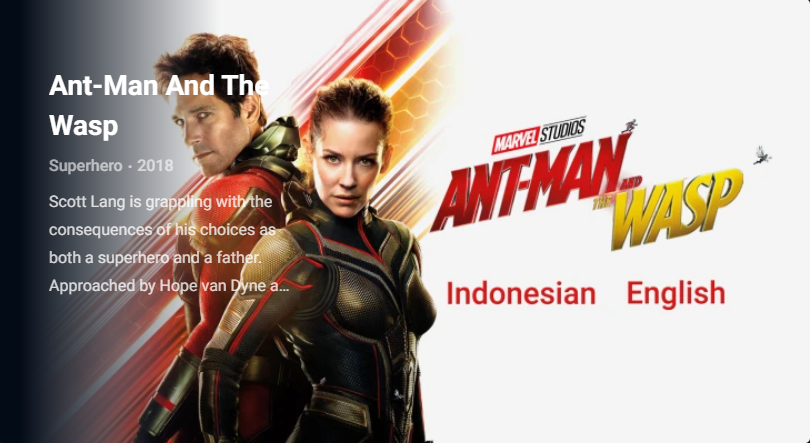 Ant-Man And The
Wasp
Superhero · 2018
Scott Lang is grappling with the
consequences of his choices as
both a superhero and a father.
Approached by Hope van Dyne a...
MARVEL STUDIOS
ANT-MAN
AND
THE WASP
Indonesian English